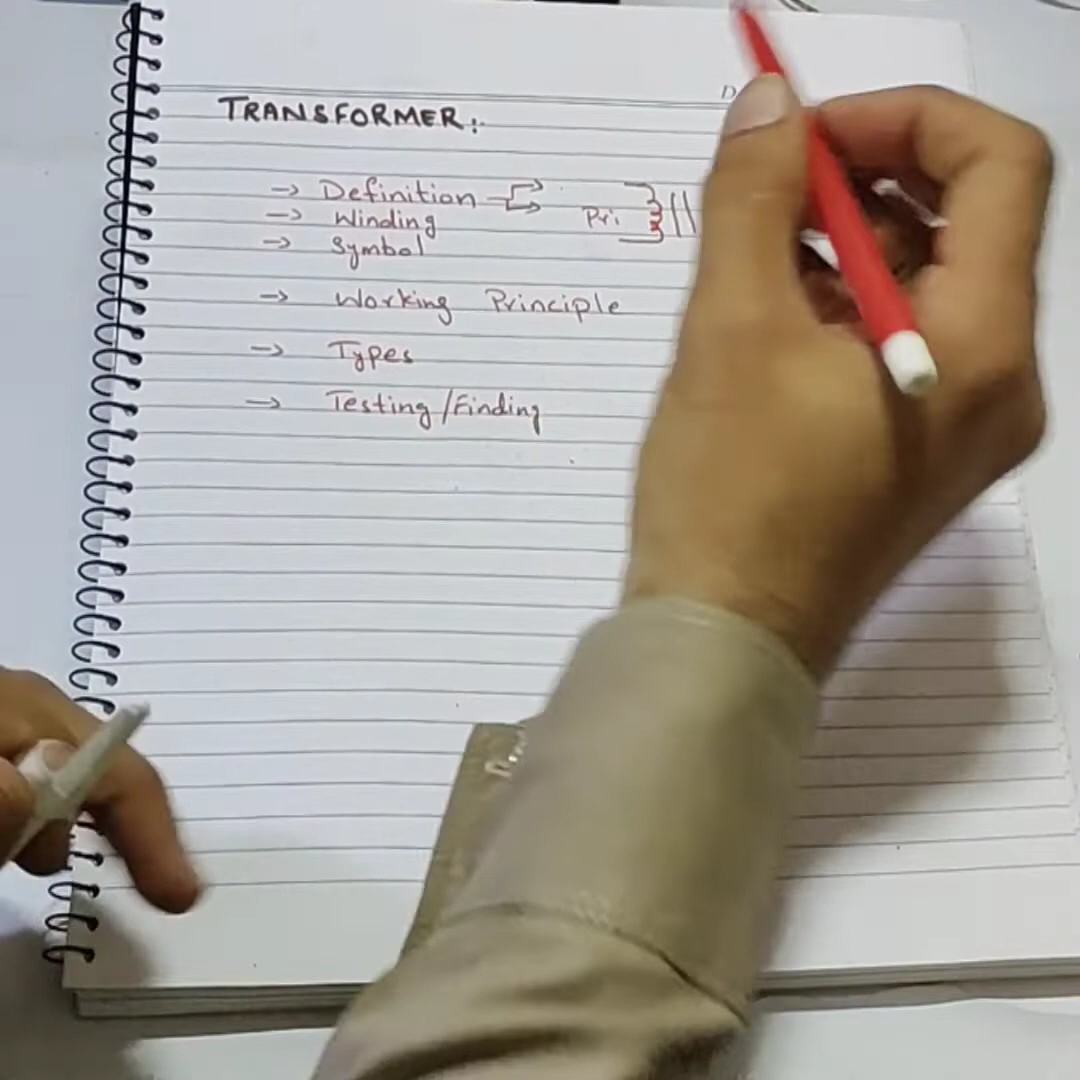 TRANSFORMER:
→ Definition
→ Winding
Pri
→ Symbol
→ Working Principle
→ Types
→ Testing/Finding